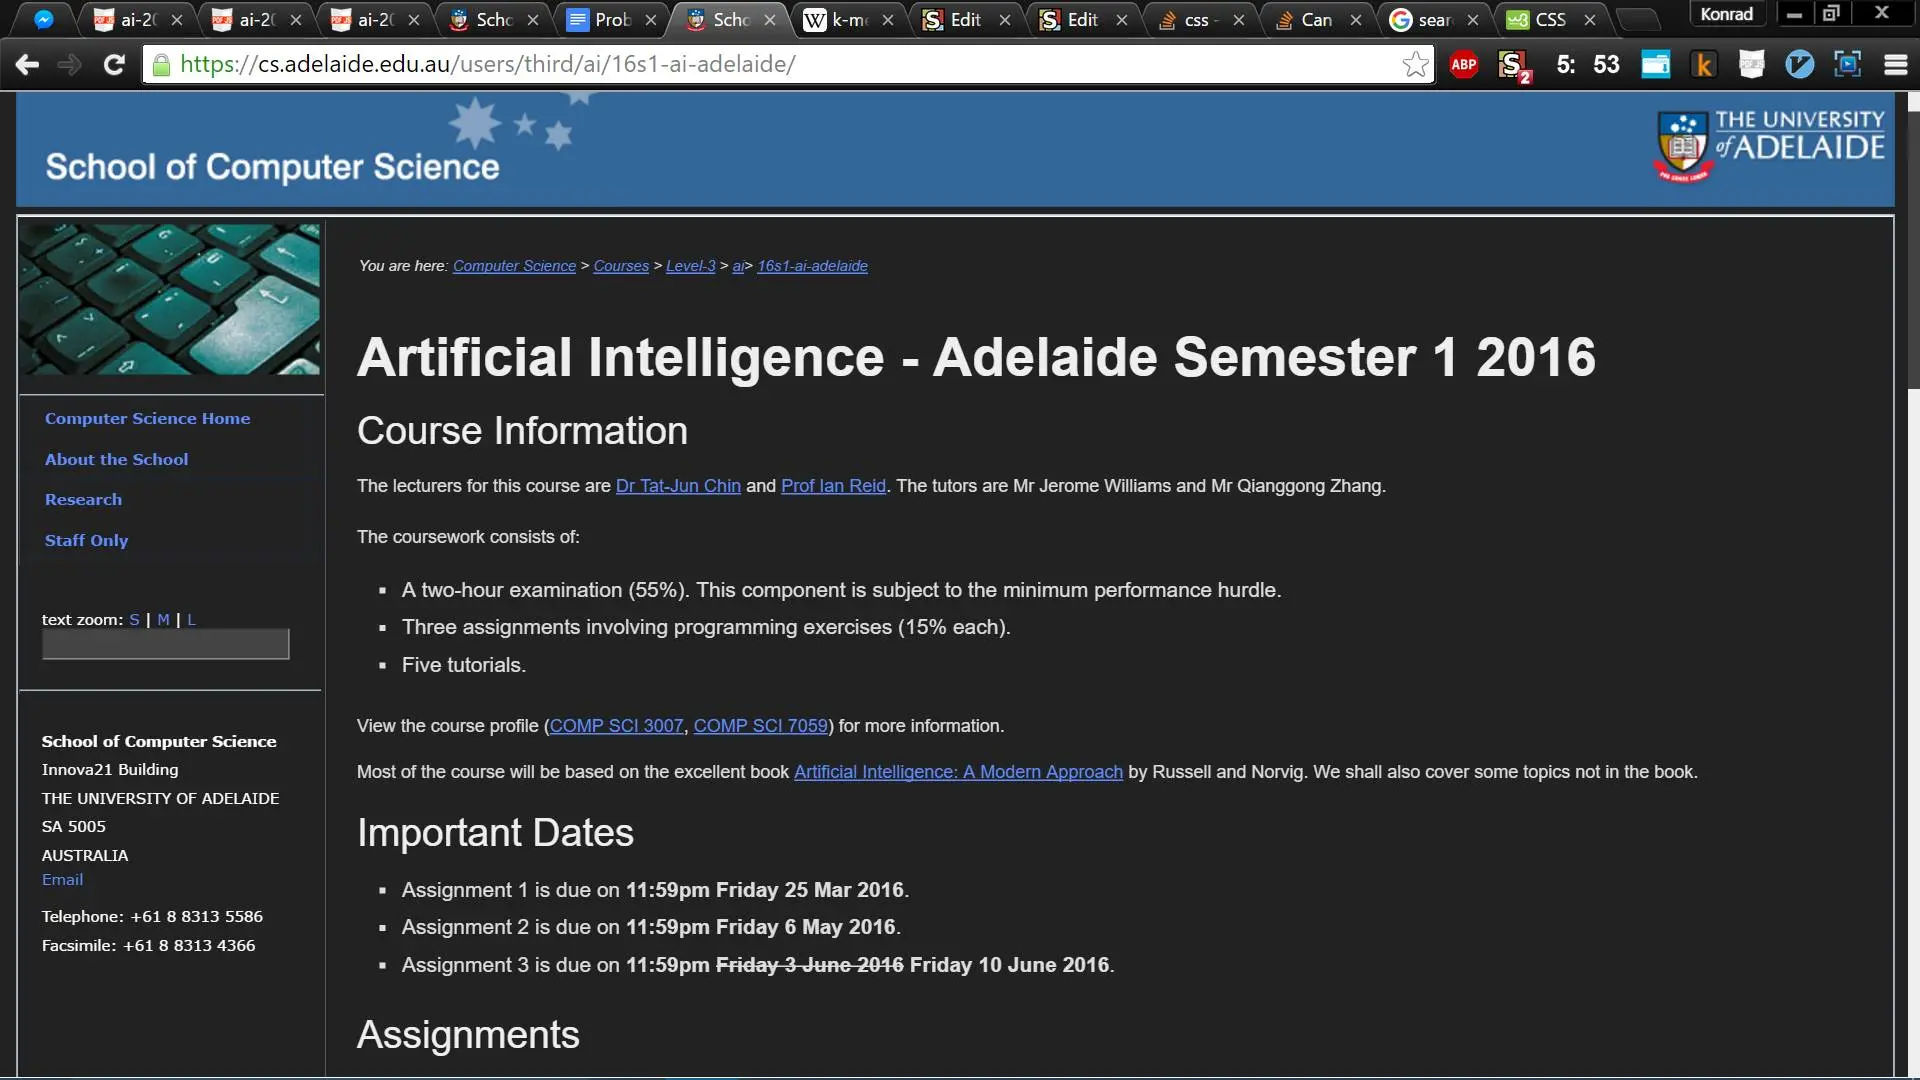 ai-20
ai-20
ai-20
Scho
Prob
Scho
k-me
Edit
Edit
css -
Can
sear
CSS
Konrad
https://cs.adelaide.edu.au/users/third/ai/16s1-ai-adelaide/
ABP
2
5: 53
School of Computer Science
THE UNIVERSITY
of ADELAIDE
You are here: Computer Science > Courses > Level-3 > ai> 16s1-ai-adelaide
Artificial Intelligence - Adelaide Semester 1 2016
Course Information
The lecturers for this course are Dr Tat-Jun Chin and Prof Ian Reid. The tutors are Mr Jerome Williams and Mr Qianggong Zhang.
The coursework consists of:
A two-hour examination (55%). This component is subject to the minimum performance hurdle.
Three assignments involving programming exercises (15% each).
Five tutorials.
View the course profile (COMP SCI 3007, COMP SCI 7059) for more information.
Most of the course will be based on the excellent book Artificial Intelligence: A Modern Approach by Russell and Norvig. We shall also cover some topics not in the book.
Important Dates
Assignment 1 is due on 11:59pm Friday 25 Mar 2016.
Assignment 2 is due on 11:59pm Friday 6 May 2016.
Assignment 3 is due on 11:59pm Friday 3 June 2016 Friday 10 June 2016.
Assignments
Computer Science Home
About the School
Research
Staff Only
text zoom: S | M | L
School of Computer Science
Innova21 Building
THE UNIVERSITY OF ADELAIDE
SA 5005
AUSTRALIA
Email
Telephone: +61 8 8313 5586
Facsimile: +61 8 8313 4366